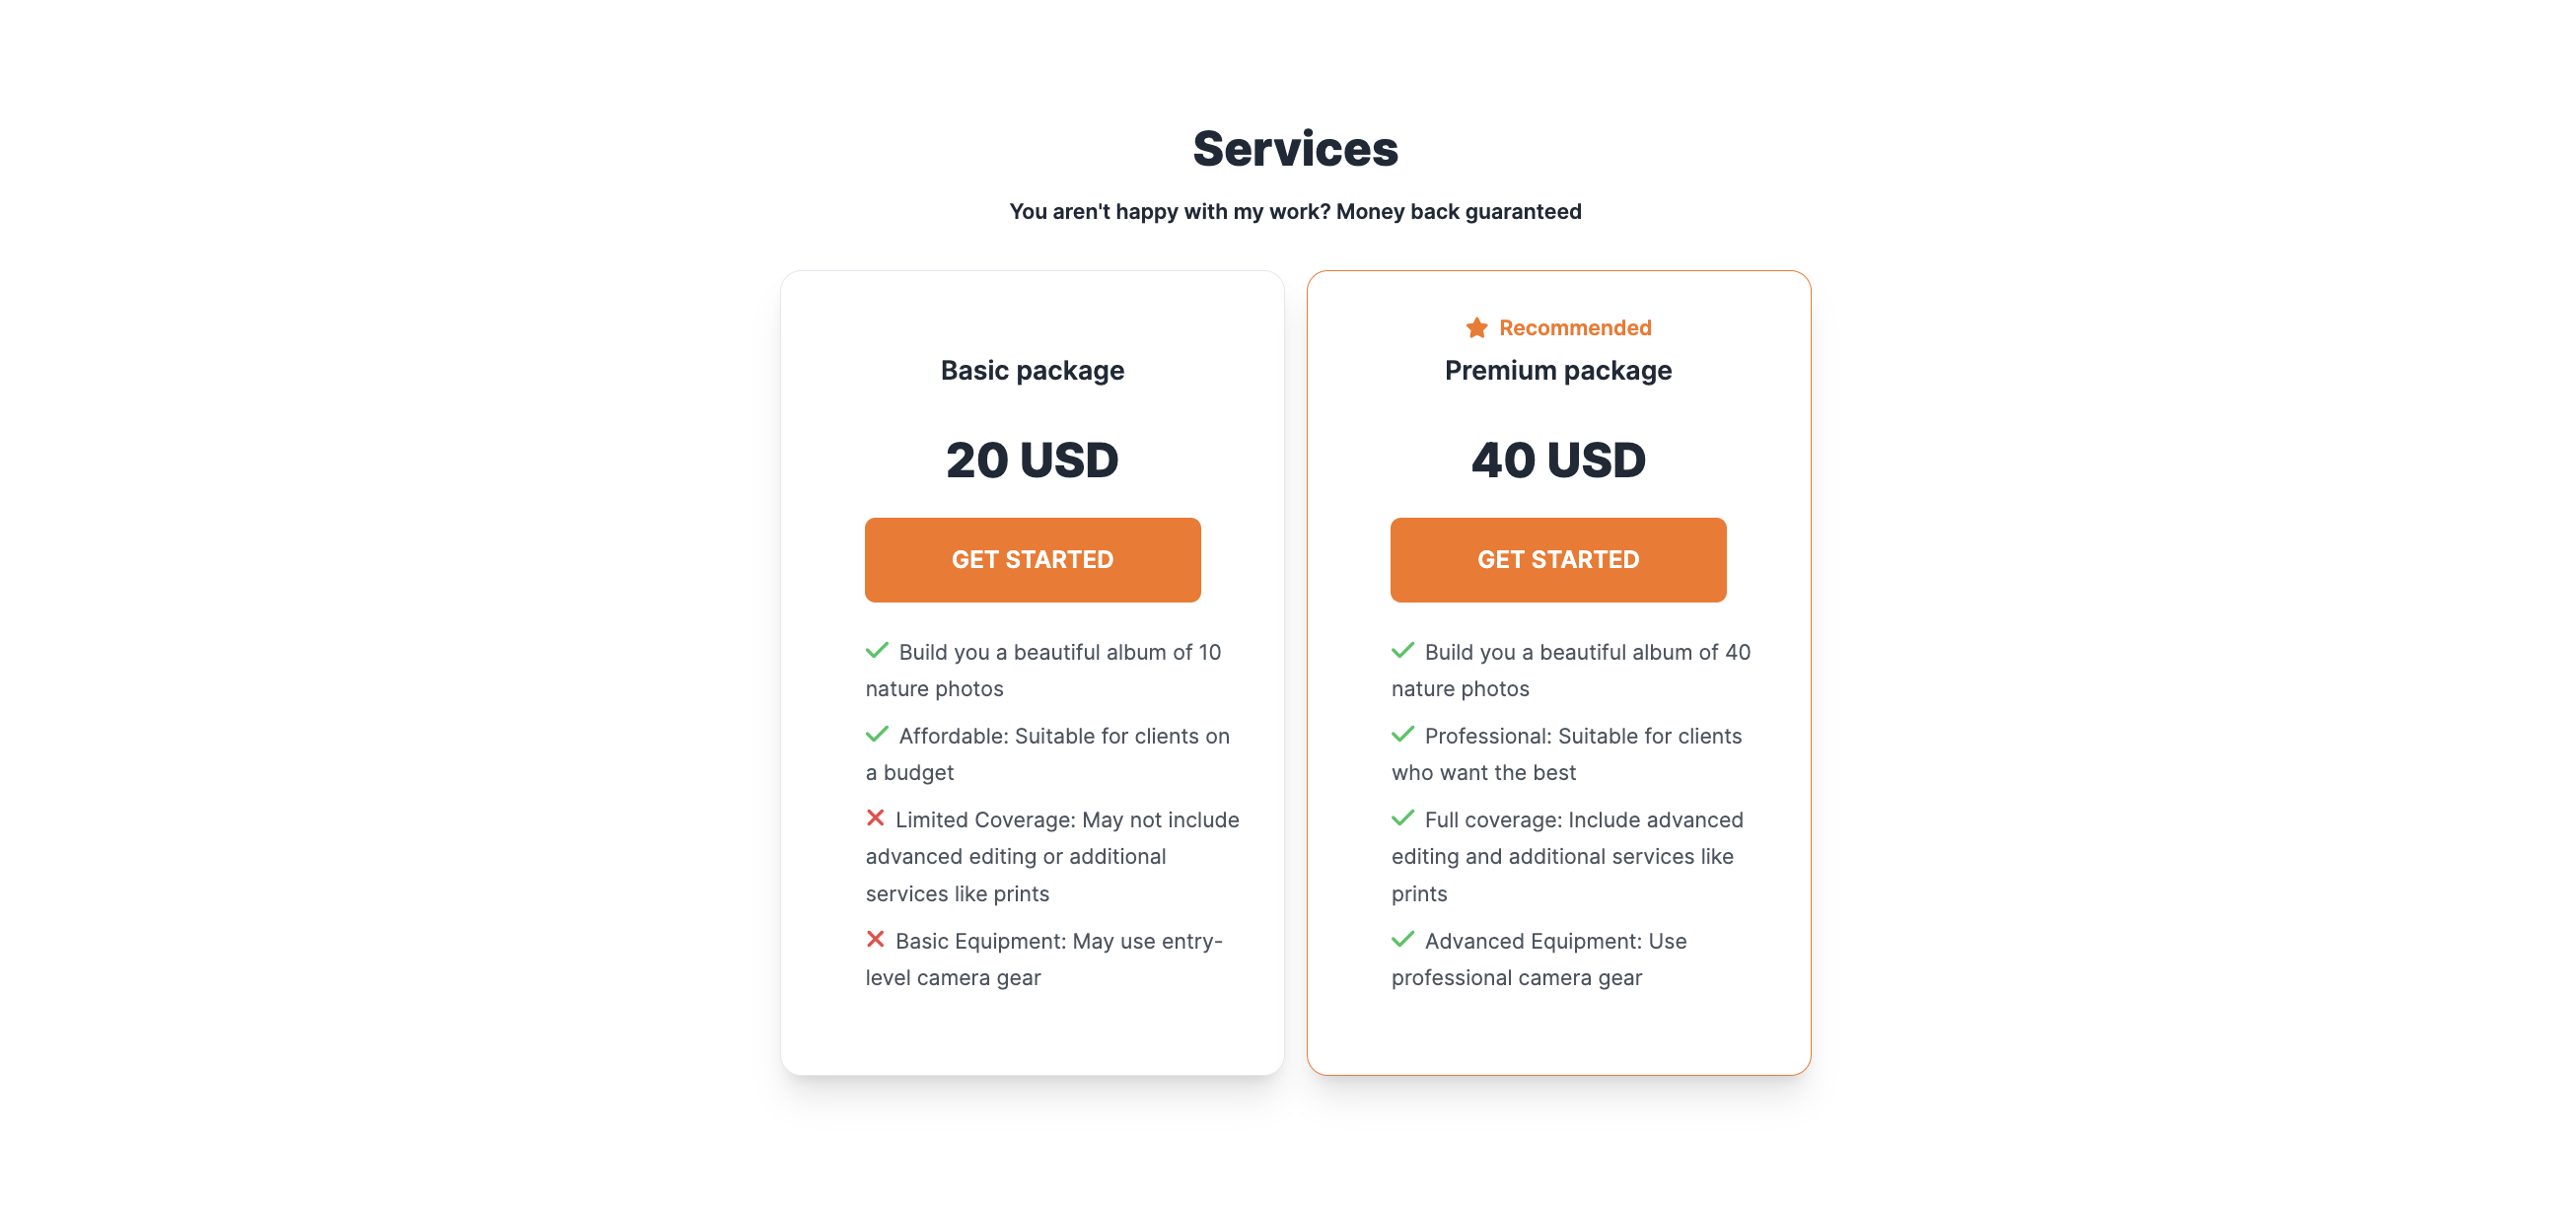 Services
You aren't happy with my work? Money back guaranteed
Basic package
20 USD
GET STARTED
Build you a beautiful album of 10
nature photos
Affordable: Suitable for clients on
a budget
Limited Coverage: May not include
advanced editing or additional
services like prints
Basic Equipment: May use entry-
level camera gear
Recommended
Premium package
40 USD
GET STARTED
Build you a beautiful album of 40
nature photos
Professional: Suitable for clients
who want the best
Full coverage: Include advanced
editing and additional services like
prints
Advanced Equipment: Use
professional camera gear